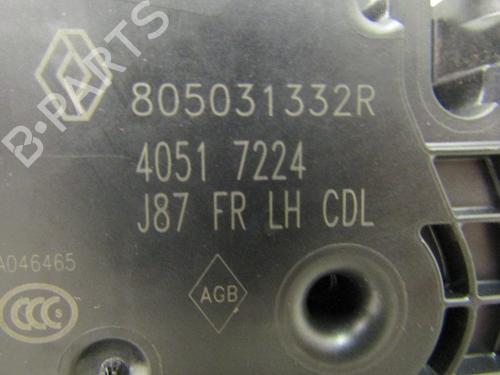 B-PARTS
805031332R
4051 7224
J87 FR LH CDL
A046465
CCC
AGB